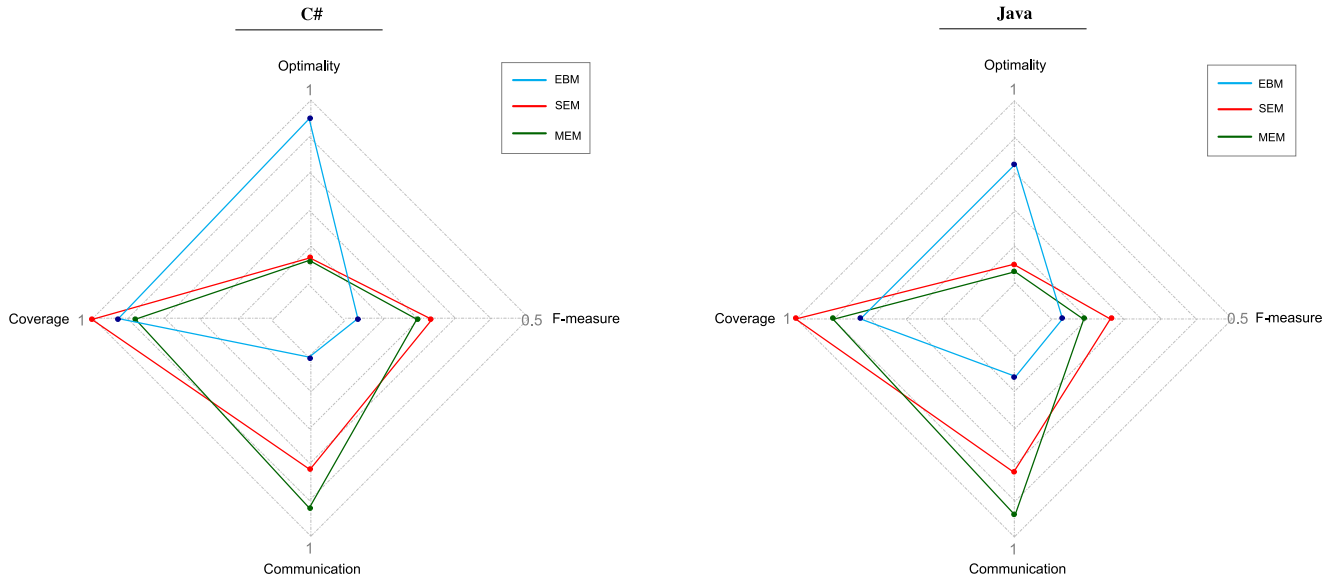 C#
Optimality
1
EBM
SEM
MEM
Coverage 1
0.5 F-measure
1
Communication
Java
Optimality
1
EBM
SEM
MEM
Coverage 1
0.5 F-measure
1
Communication